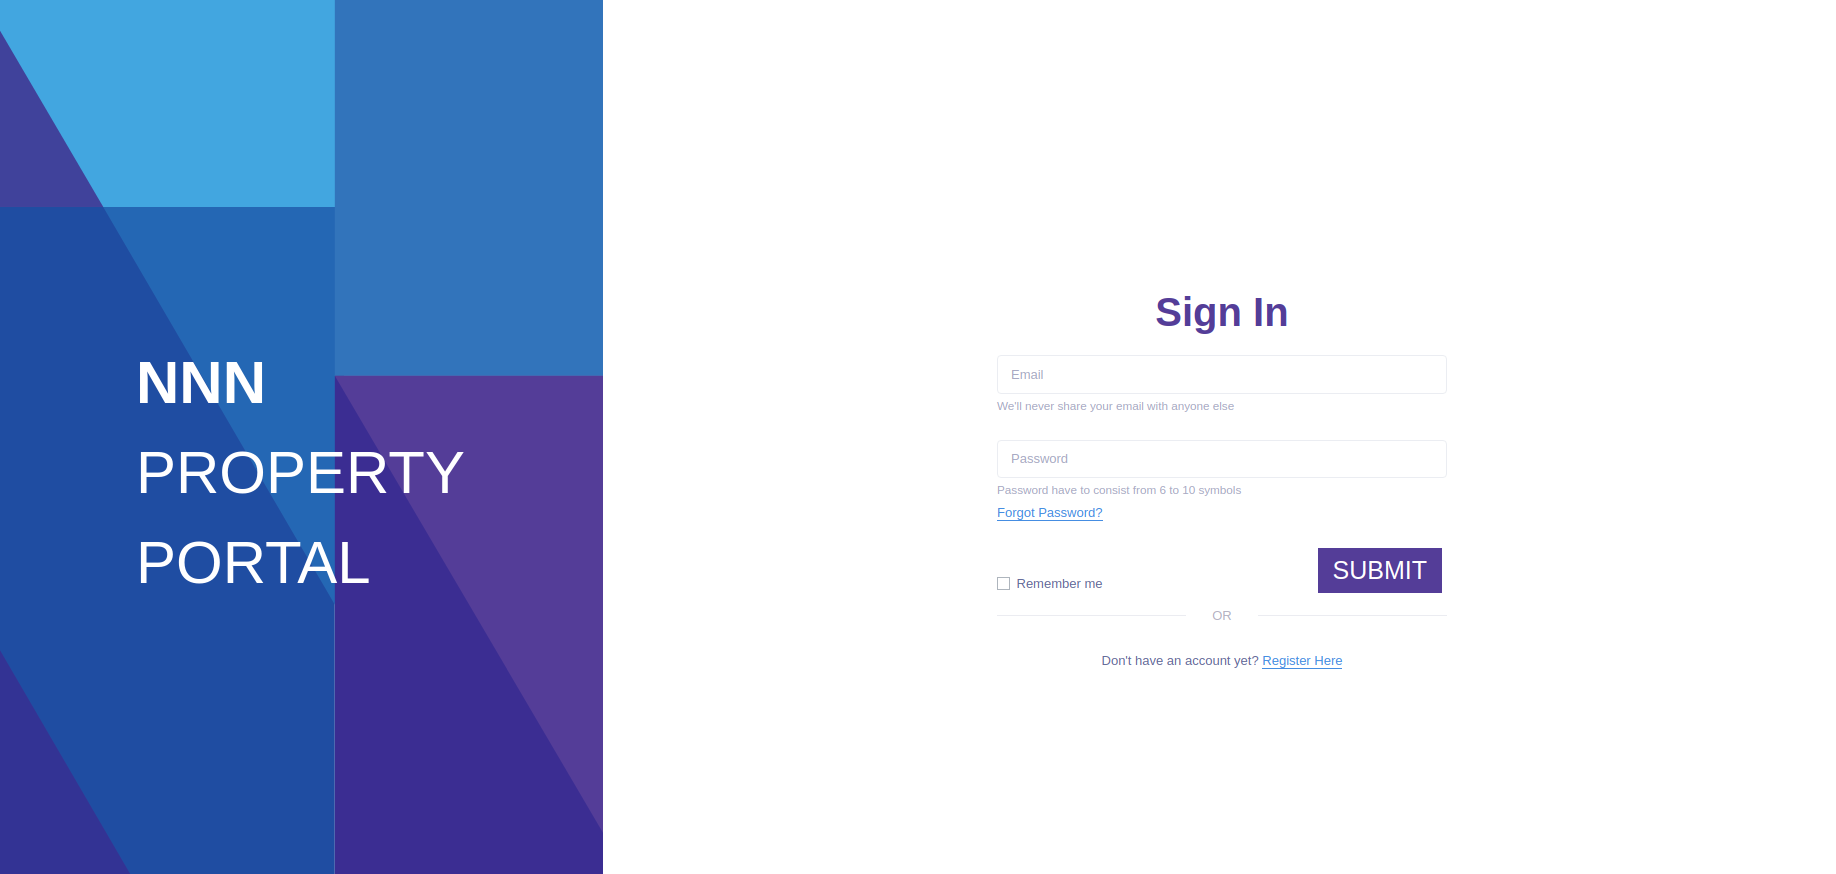 NNN
PROPERTY
PORTAL
Sign In
Email
We'll never share your email with anyone else
Password
Password have to consist from 6 to 10 symbols
Forgot Password?
Remember me
SUBMIT
OR
Don't have an account yet? Register Here